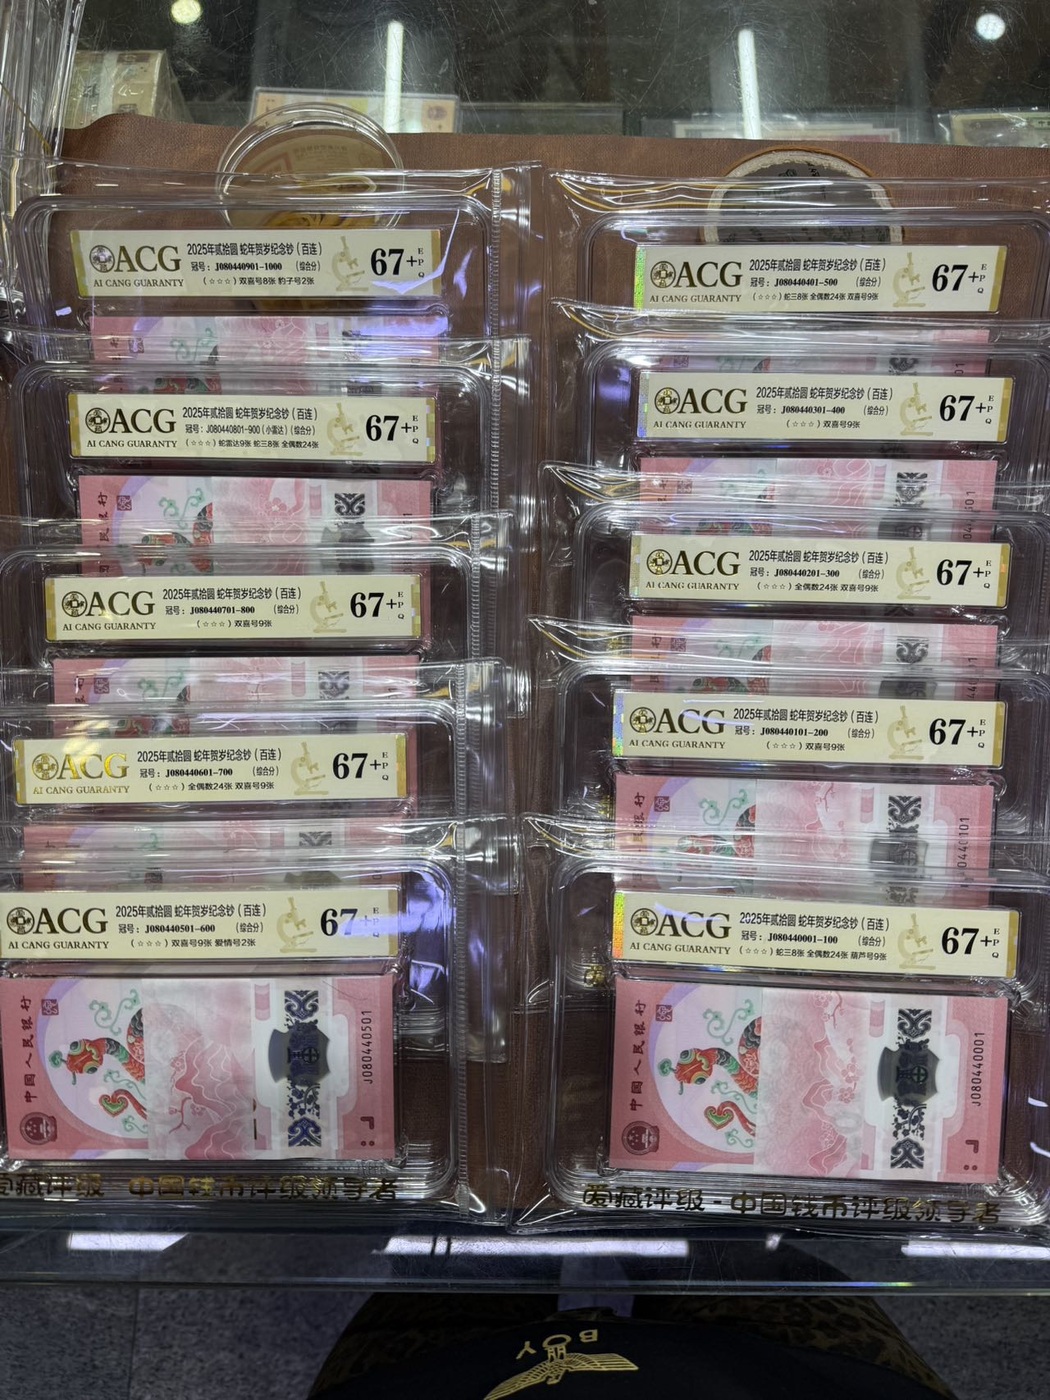 ACG
AI CANG GUARANTY
2025年贰拾圆 蛇年贺岁纪念钞（百连）
冠号：J080440901-1000 （综合分）
（☆☆☆）双喜号8张 豹子号2张
67+
EPQ
ACG
AI CANG GUARANTY
2025年贰拾圆 蛇年贺岁纪念钞（百连）
冠号：J080440801-900（小雷达）（综合分）
（☆☆☆）蛇雷达9张 蛇三8张 全偶数24张
67+
EPQ
ACG
AI CANG GUARANTY
2025年贰拾圆 蛇年贺岁纪念钞（百连）
冠号：J080440701-800 （综合分）
（☆☆☆）双喜号9张
67+
EPQ
ACG
AI CANG GUARANTY
2025年贰拾圆 蛇年贺岁纪念钞（百连）
冠号：J080440601-700 （综合分）
（☆☆☆）全偶数24张 双喜号9张
67+
EPQ
ACG
AI CANG GUARANTY
2025年贰拾圆 蛇年贺岁纪念钞（百连）
冠号：J080440501-600 （综合分）
（☆☆☆）双喜号9张 爱情号2张
67+
中国人民银行
J080440501
爱藏评级 中国钱币评级领导者
ACG
AI CANG GUARANTY
2025年贰拾圆 蛇年贺岁纪念钞（百连）
冠号：J080440401-500 （综合分）
（☆☆☆）蛇三8张 全偶数24张 双喜号9张
67+
EPQ
ACG
AI CANG GUARANTY
2025年贰拾圆 蛇年贺岁纪念钞（百连）
冠号：J080440301-400 （综合分）
（☆☆☆）双喜号9张
67+
EPQ
ACG
AI CANG GUARANTY
2025年贰拾圆 蛇年贺岁纪念钞（百连）
冠号：J080440201-300 （综合分）
（☆☆☆）全偶数24张 双喜号9张
67+
EPQ
ACG
AI CANG GUARANTY
2025年贰拾圆 蛇年贺岁纪念钞（百连）
冠号：J080440101-200 （综合分）
（☆☆☆）双喜号9张
67+
EPQ
ACG
AI CANG GUARANTY
2025年贰拾圆 蛇年贺岁纪念钞（百连）
冠号：J080440001-100 （综合分）
（☆☆☆）蛇三8张 全偶数24张 葫芦号9张
67+
EPQ
中国人民银行
J080440001
爱藏评级-中国钱币评级领导者
BOY